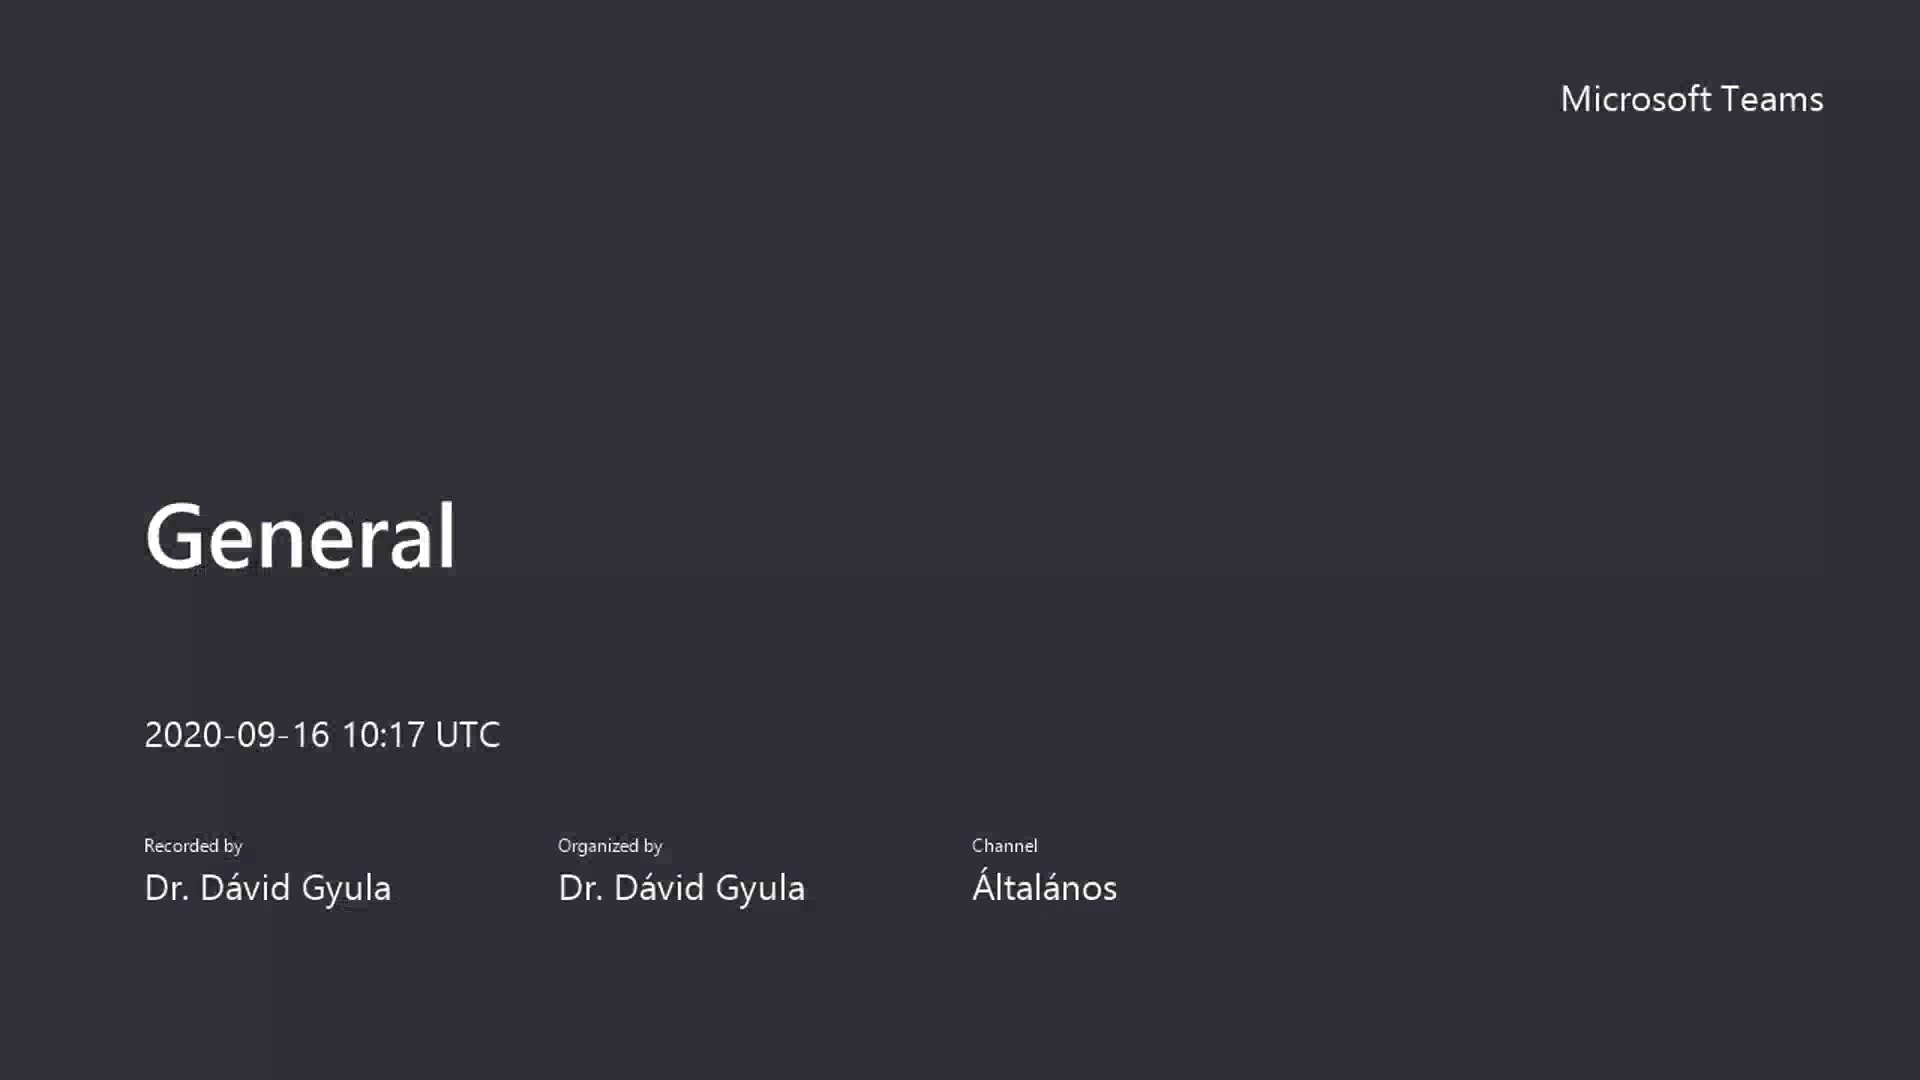 Microsoft Teams
General
2020-09-16 10:17 UTC
Recorded by
Dr. Dávid Gyula
Organized by
Dr. Dávid Gyula
Channel
Általános